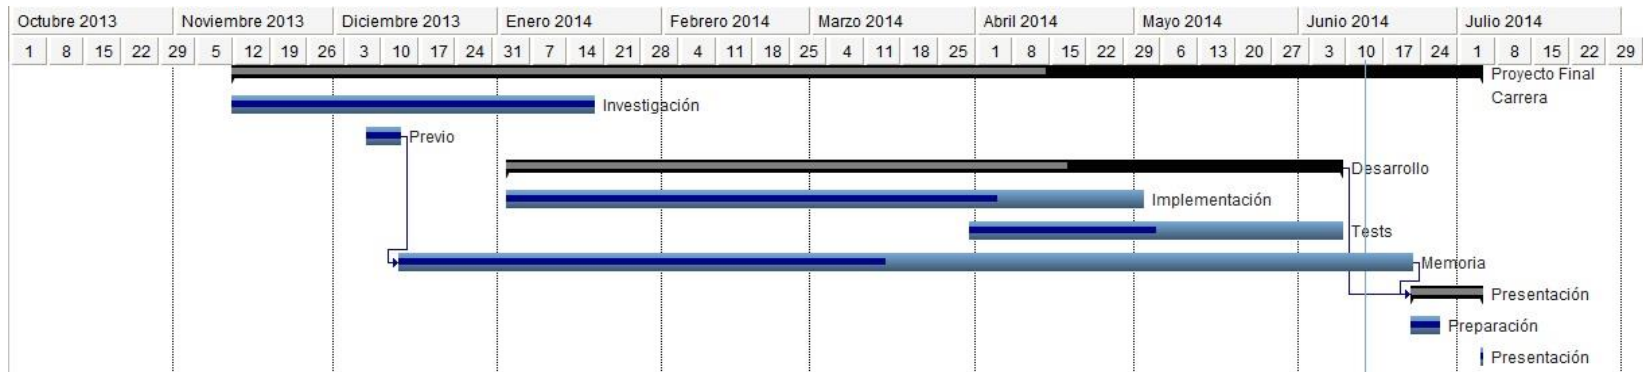 Octubre 2013 Noviembre 2013 Diciembre 2013 Enero 2014 Febrero 2014 Marzo 2014 Abril 2014 Mayo 2014 Junio 2014 Julio 2014
1 8 15 22 29 5 12 19 26 3 10 17 24 31 7 14 21 28 4 11 18 25 4 11 18 25 1 8 15 22 29 6 13 20 27 3 10 17 24 1 8 15 22 29
Proyecto Final
Carrera
Investigación
Previo
Desarrollo
Implementación
Tests
Memoria
Presentación
Preparación
Presentación